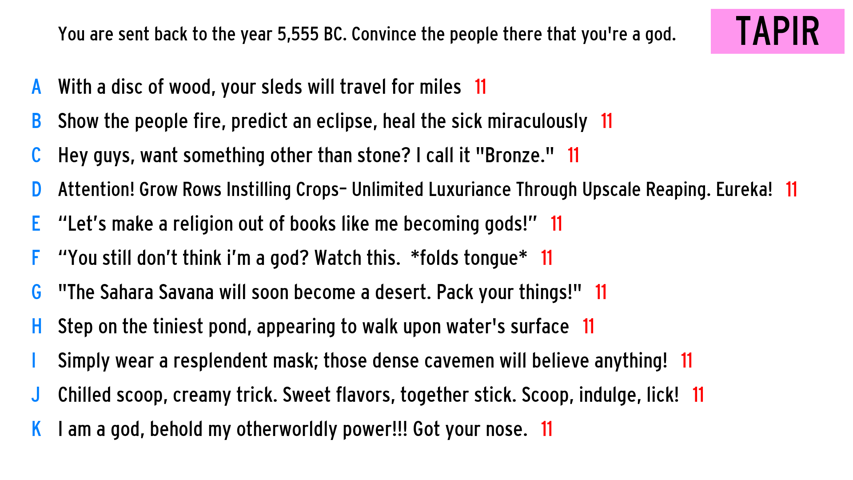 You are sent back to the year 5,555 BC. Convince the people there that you're a god.
TAPIR
A With a disc of wood, your sleds will travel for miles 11
B Show the people fire, predict an eclipse, heal the sick miraculously 11
C Hey guys, want something other than stone? I call it "Bronze." 11
D Attention! Grow Rows Instilling Crops– Unlimited Luxuriance Through Upscale Reaping. Eureka! 11
E “Let’s make a religion out of books like me becoming gods!” 11
F “You still don’t think i’m a god? Watch this. *folds tongue* 11
G "The Sahara Savana will soon become a desert. Pack your things!" 11
H Step on the tiniest pond, appearing to walk upon water's surface 11
I Simply wear a resplendent mask; those dense cavemen will believe anything! 11
J Chilled scoop, creamy trick. Sweet flavors, together stick. Scoop, indulge, lick! 11
K I am a god, behold my otherworldly power!!! Got your nose. 11